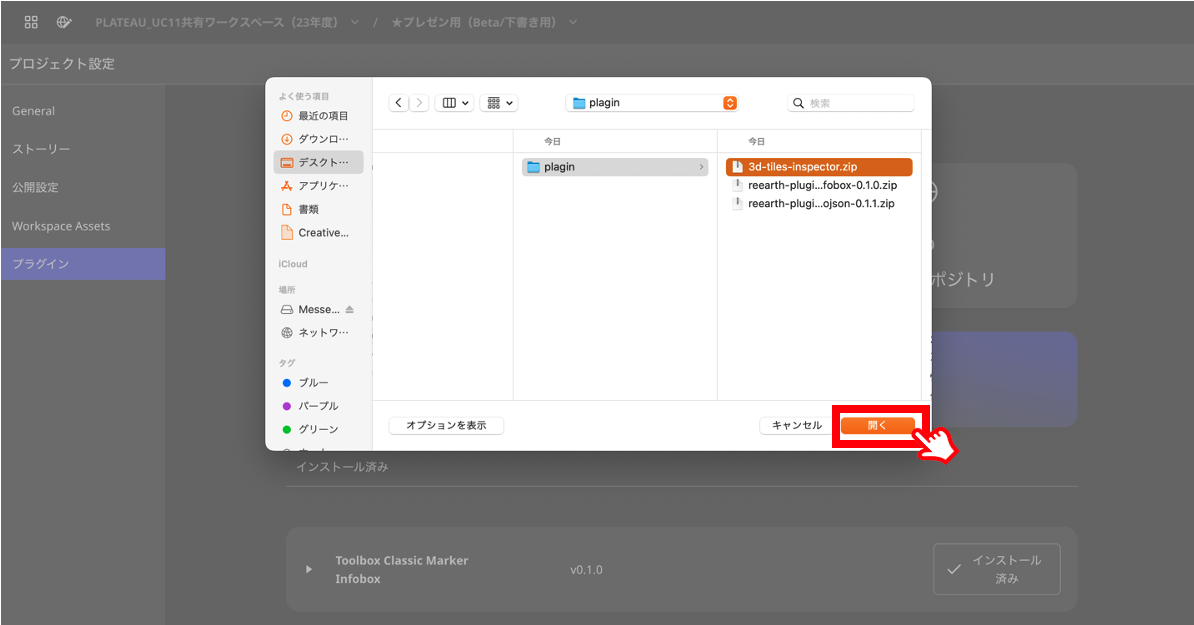 PLATEAU_UC11共有ワークスペース（23年度） / ★プレゼン用（Beta/下書き用）
プロジェクト設定
General
ストーリー
公開設定
Workspace Assets
プラグイン
よく使う項目
最近の項目
ダウンロ…
デスクト…
アプリケ…
書類
Creative...
iCloud
場所
Messe...
ネットワ…
タグ
ブルー
パープル
グリーン
plagin
検索
今日
plagin
今日
3d-tiles-inspector.zip
reearth-plugi...fobox-0.1.0.zip
reearth-plugi...ojson-0.1.1.zip
オプションを表示
キャンセル
開く
ポジトリ
インストール済み
Toolbox Classic Marker
Infobox
v0.1.0
インストール
済み